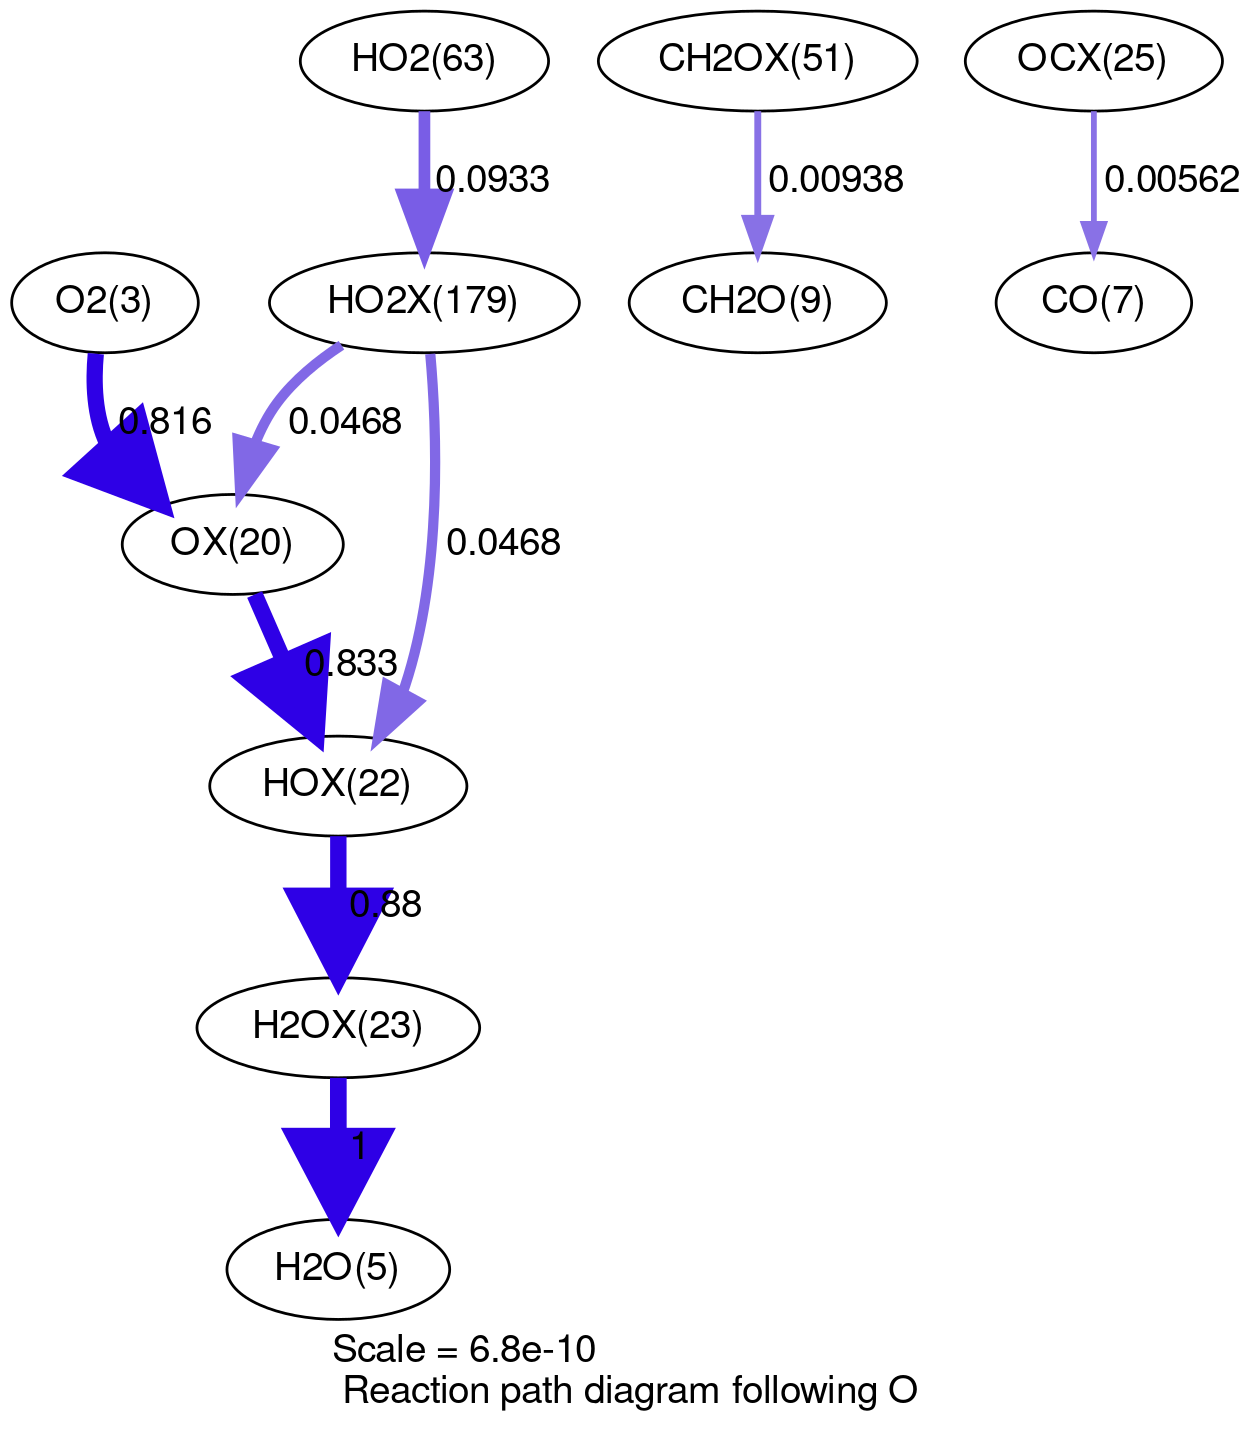 HO2(63)
CH2OX(51)
OCX(25)
0.0933
0.00938
0.00562
O2(3)
HO2X(179)
CH2O(9)
CO(7)
0.816
0.0468
OX(20)
0.0468
0.833
HOX(22)
0.88
H2OX(23)
1
H2O(5)
Scale = 6.8e-10
Reaction path diagram following O